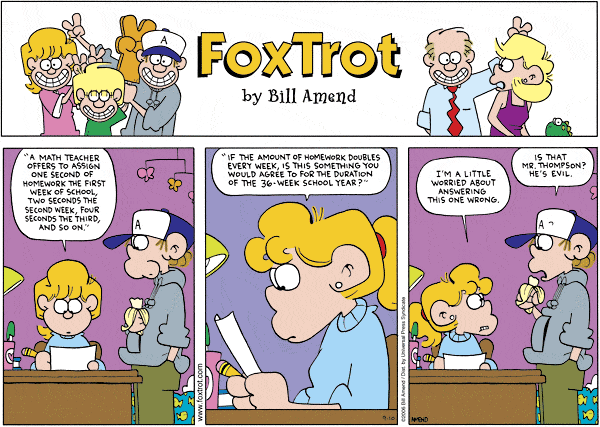 FoxTrot
by Bill Amend
"A MATH TEACHER
OFFERS TO ASSIGN
ONE SECOND OF
HOMEWORK THE FIRST
WEEK OF SCHOOL,
TWO SECONDS THE
SECOND WEEK, FOUR
SECONDS THE THIRD,
AND SO ON."
A
"IF THE AMOUNT OF HOMEWORK DOUBLES
EVERY WEEK, IS THIS SOMETHING YOU
WOULD AGREE TO FOR THE DURATION
OF THE 36-WEEK SCHOOL YEAR?"
www.foxtrot.com
9-10
©2006 Bill Amend / Dist. by Universal Press Syndicate
I'M A LITTLE
WORRIED ABOUT
ANSWERING
THIS ONE WRONG.
IS THAT
MR. THOMPSON?
HE'S EVIL.
A
AMEND